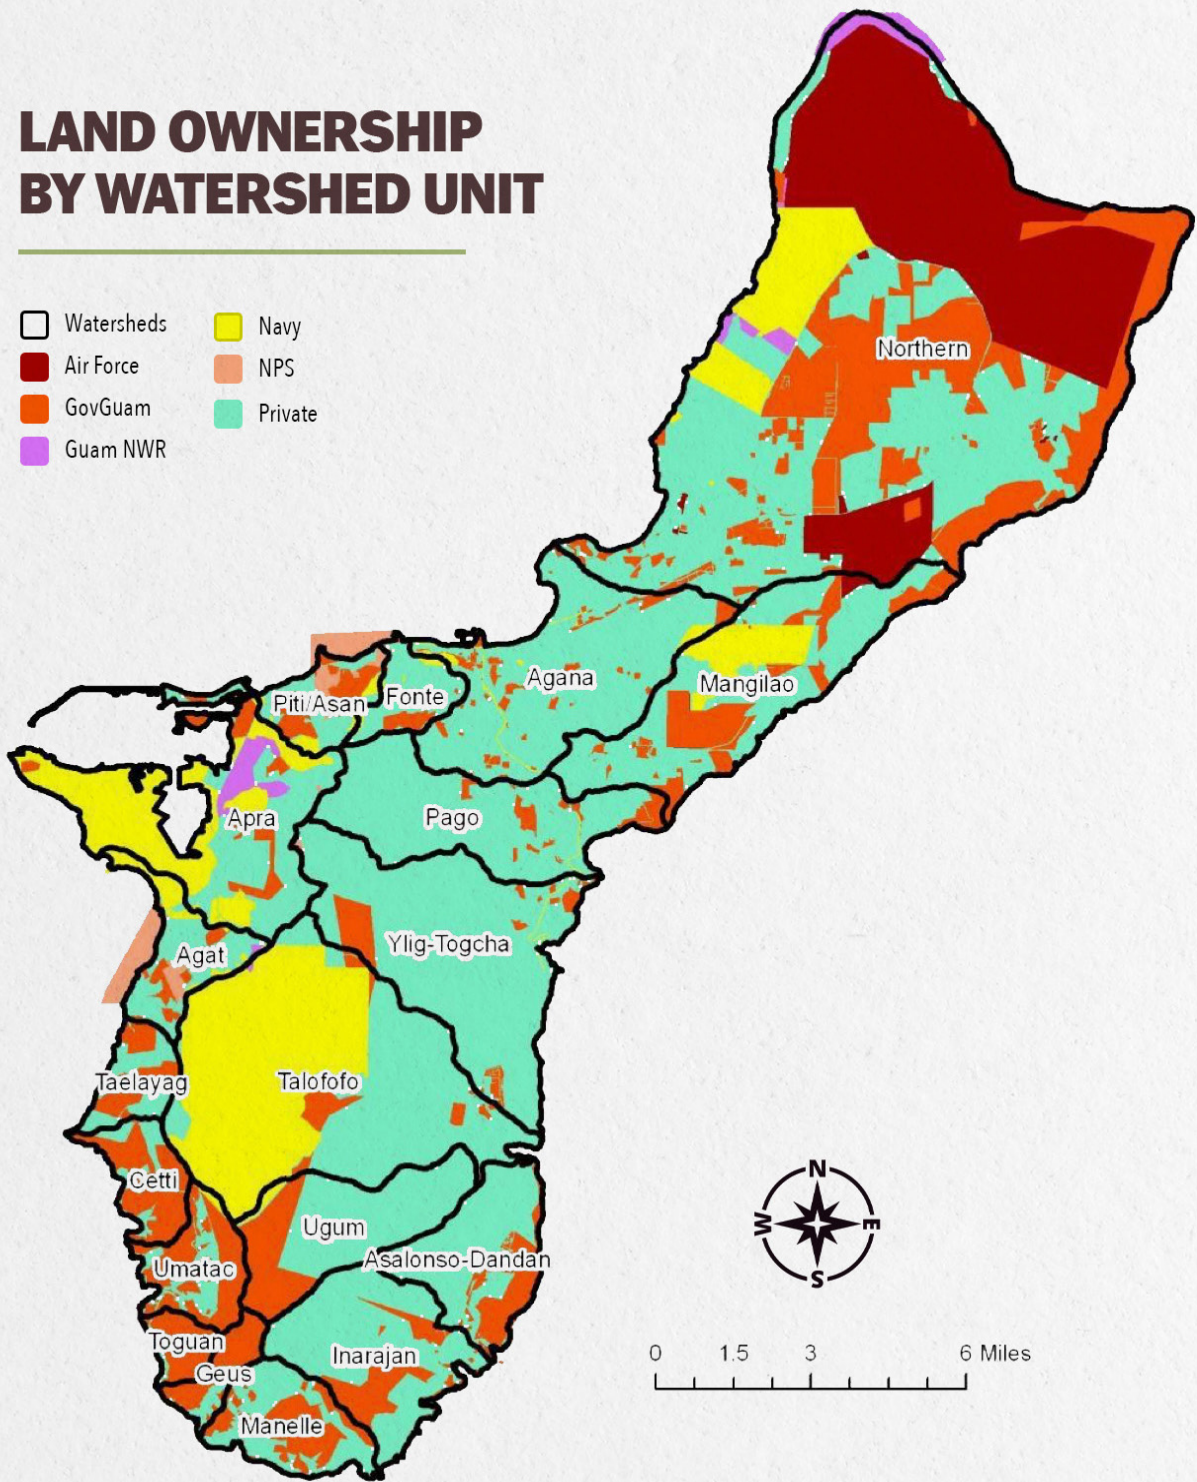 LAND OWNERSHIP
BY WATERSHED UNIT
Watersheds
Air Force
GovGuam
Guam NWR
Navy
NPS
Private
Northern
Agana
Mangilao
Piti/Asan
Fonte
Apra
Pago
Ylig-Togcha
Agat
Taelayag
Talofofo
Cetti
Ugum
Asalonso-Dandan
Umatac
Toguan
Geus
Inarajan
Manelle
N
W
E
S
0 1.5 3 6 Miles